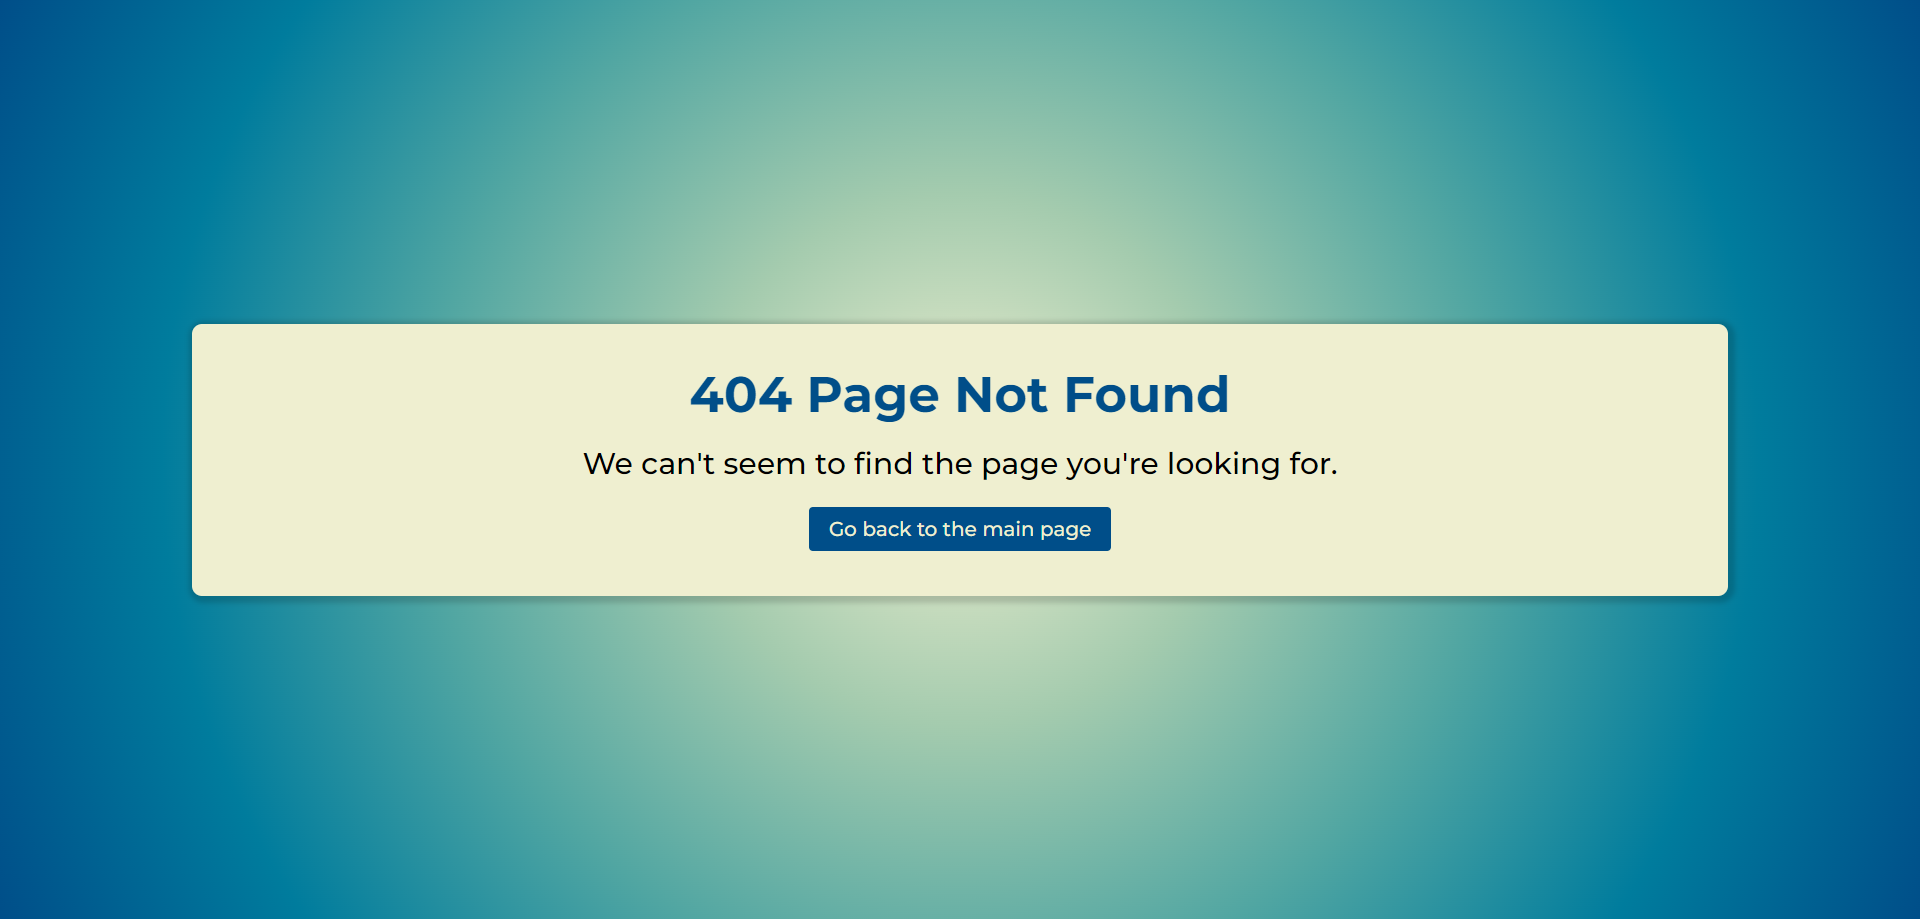 404 Page Not Found
We can't seem to find the page you're looking for.
Go back to the main page